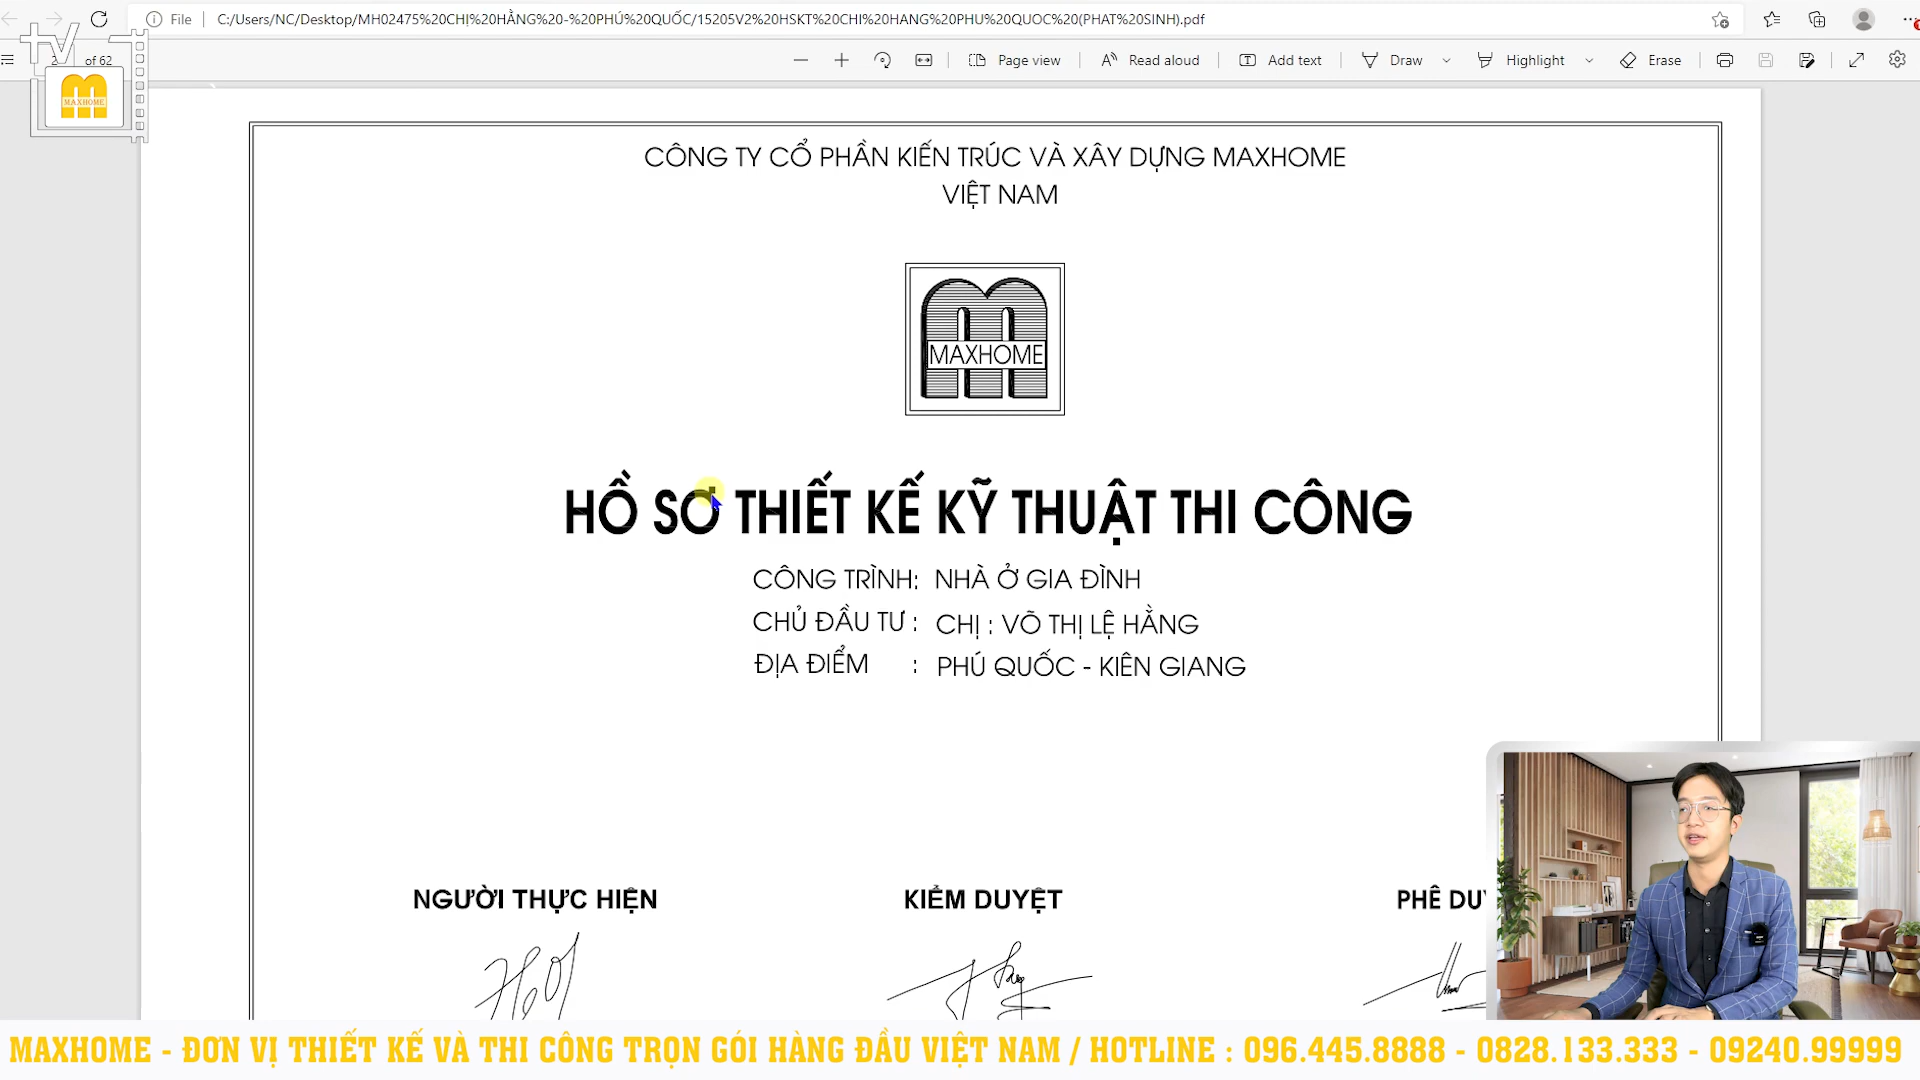 File
C:/Users/NC/Desktop/MH02475%20CHỊ%20HẰNG%20-%20PHÚ%20QUỐC/15205V2%20HSKT%20CHI%20HANG%20PHU%20QUOC%20(PHAT%20SINH).pdf
tv
of 62
Page view
Read aloud
Add text
Draw
Highlight
Erase
MAXHOME
CÔNG TY CỔ PHẦN KIẾN TRÚC VÀ XÂY DỰNG MAXHOME
VIỆT NAM
MAXHOME
HỒ SƠ THIẾT KẾ KỸ THUẬT THI CÔNG
CÔNG TRÌNH: NHÀ Ở GIA ĐÌNH
CHỦ ĐẦU TƯ : CHỊ : VÕ THỊ LỆ HẰNG
ĐỊA ĐIỂM : PHÚ QUỐC - KIÊN GIANG
NGƯỜI THỰC HIỆN
KIỂM DUYỆT
PHÊ DU
MAXHOME - ĐƠN VỊ THIẾT KẾ VÀ THI CÔNG TRỌN GÓI HÀNG ĐẦU VIỆT NAM / HOTLINE : 096.445.8888 - 0828.133.333 - 09240.99999